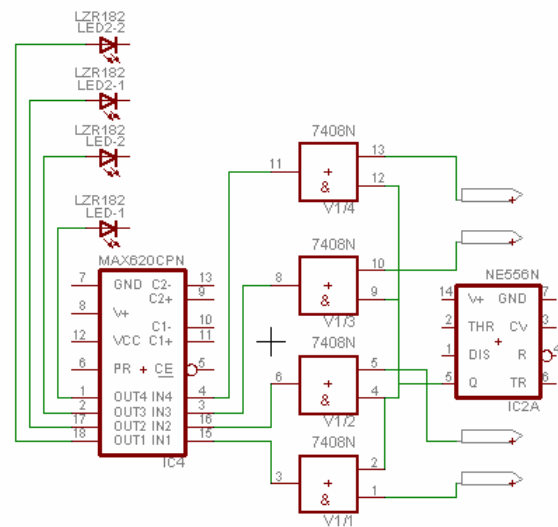 LZR182
LED2-2
LZR182
LED2-1
LZR182
LED-2
LZR182
LED-1
MAX620CPN
7 GND C2- 13
C2+ 9
8 V+
C1- 10
12 VCC C1+ 11
6 PR + CE 5
1 OUT4 IN4 4
2 OUT3 IN3 3
17 OUT2 IN2 16
18 OUT1 IN1 15
IC4
7408N
11 + 13
& 12
V1/4
7408N
8 + 10
& 9
V1/3
7408N
6 + 5
& 4
V1/2
7408N
3 + 2
& 1
V1/1
NE556N
14 V+ GND 7
2 THR CV 3
+
1 DIS R 4
5 Q TR 6
IC2A